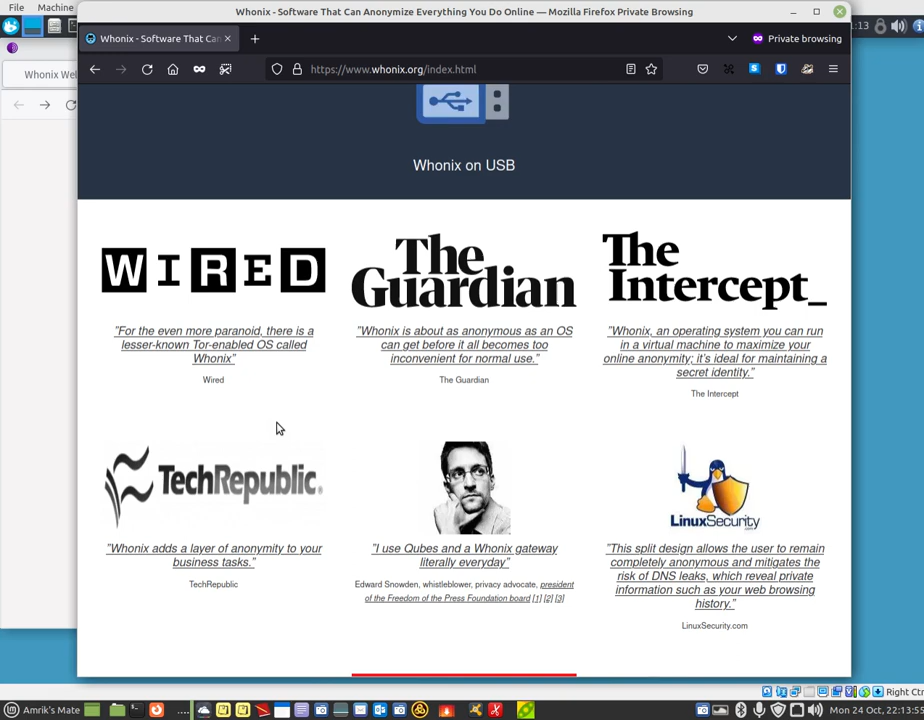 File Machine
Whonix - Software That Can Anonymize Everything You Do Online — Mozilla Firefox Private Browsing
:13
Whonix - Software That Can
Private browsing
Whonix Wel
https://www.whonix.org/index.html
Whonix on USB
WIRED
The
Guardian
The
Intercept_
"For the even more paranoid, there is a
lesser-known Tor-enabled OS called
Whonix"
Wired
"Whonix is about as anonymous as an OS
can get before it all becomes too
inconvenient for normal use."
The Guardian
"Whonix, an operating system you can run
in a virtual machine to maximize your
online anonymity; it's ideal for maintaining a
secret identity."
The Intercept
TechRepublic.
LinuxSecurity.com
"Whonix adds a layer of anonymity to your
business tasks."
TechRepublic
"I use Qubes and a Whonix gateway
literally everyday"
Edward Snowden, whistleblower, privacy advocate, president
of the Freedom of the Press Foundation board [1] [2] [3]
"This split design allows the user to remain
completely anonymous and mitigates the
risk of DNS leaks, which reveal private
information such as your web browsing
history."
LinuxSecurity.com
Right Ctr
Amrik's Mate
Mon 24 Oct, 22:13:5